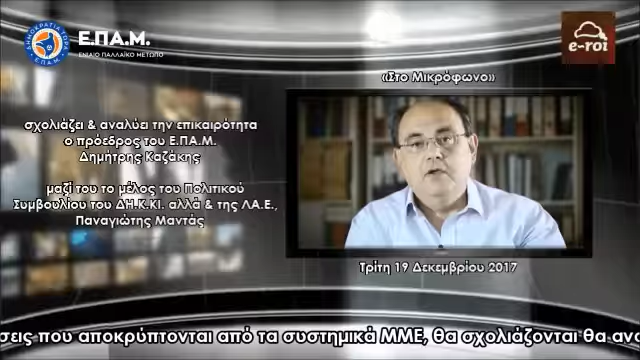 Ε.ΠΑ.Μ.
ΕΝΙΑΙΟ ΠΑΛΛΑΪΚΟ ΜΕΤΩΠΟ
ΔΗΜΟΚΡΑΤΙΑ ΤΩΡΑ
Ε.Π.Α.Μ.
e-roi
«Στο Μικρόφωνο»
σχολιάζει & αναλύει την επικαιρότητα
ο πρόεδρος του Ε.ΠΑ.Μ.
Δημήτρης Καζάκης
μαζί του το μέλος του Πολιτικού
Συμβουλίου του ΔΗ.Κ.ΚΙ. αλλά & της ΛΑ.Ε.,
Παναγιώτης Μαντάς
Τρίτη 19 Δεκεμβρίου 2017
σεις που αποκρύπτονται από τα συστημικά ΜΜΕ, θα σχολιάζονται θα ανα